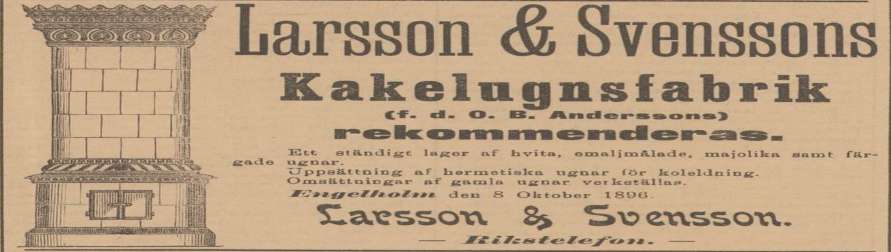 Larsson & Svenssons
Kakelugnsfabrik
(f. d. O. B. Anderssons)
rekommenderas.
Ett ständigt lager af hvita, emaljmålade, majolika samt fär-
gade ugnar.
Uppsättning af hermetiska ugnar för koleldning.
Omsättningar af gamla ugnar verkställas.
Engelholm den 8 Oktober 1896.
Larsson & Svensson.
— Rikstelefon. —